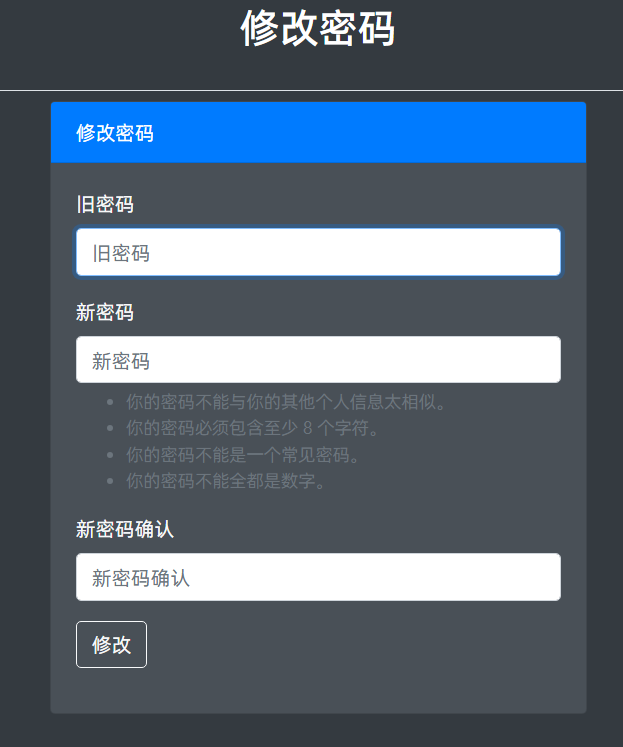 修改密码
修改密码
旧密码
旧密码
新密码
新密码
你的密码不能与你的其他个人信息太相似。
你的密码必须包含至少 8 个字符。
你的密码不能是一个常见密码。
你的密码不能全都是数字。
新密码确认
新密码确认
修改